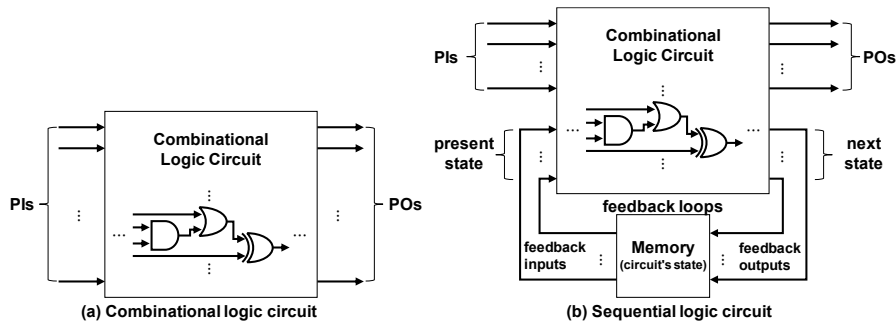 Combinational
Logic Circuit
PIs
POs
...
(a) Combinational logic circuit
PIs
Combinational
Logic Circuit
POs
...
present
state
next
state
feedback loops
feedback
inputs
Memory
(circuit's state)
feedback
outputs
(b) Sequential logic circuit